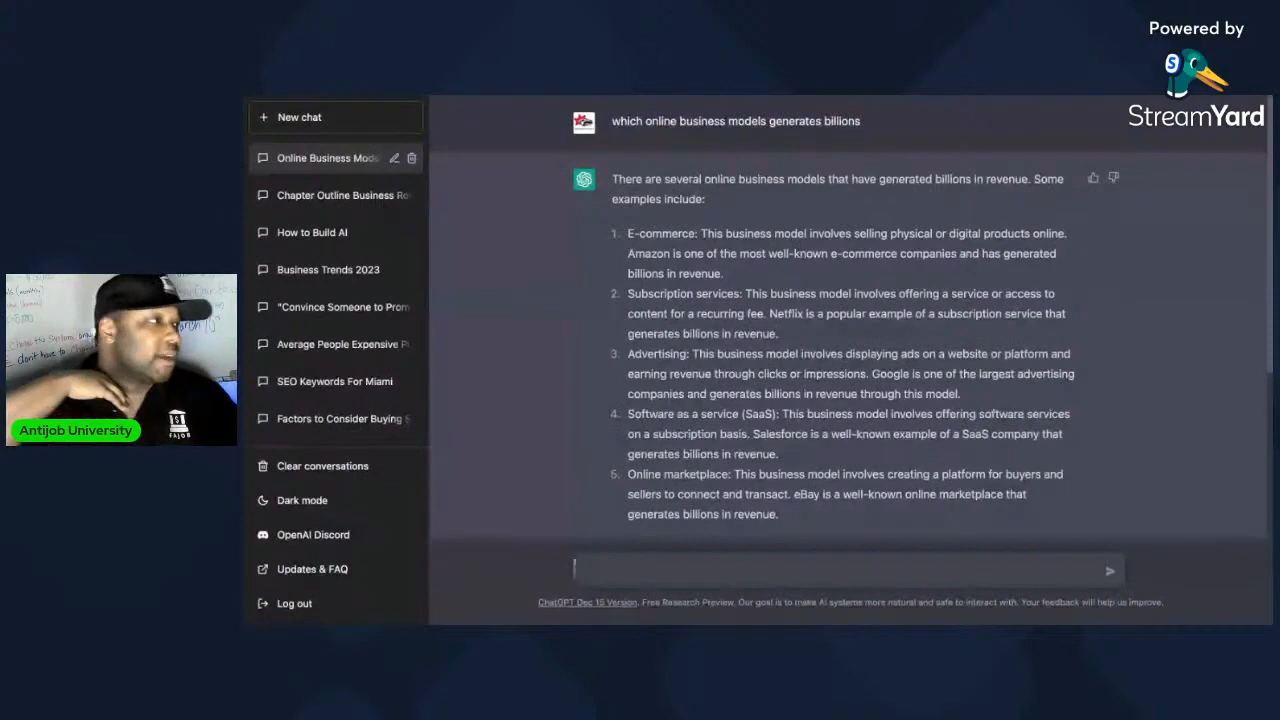 Powered by
StreamYard
New chat
Online Business Mod
Chapter Outline Business Ro
How to Build AI
Business Trends 2023
"Convince Someone to Prom
Average People Expensive P
SEO Keywords For Miami
Factors to Consider Buying S
Clear conversations
Dark mode
OpenAI Discord
Updates & FAQ
Log out
which online business models generates billions
There are several online business models that have generated billions in revenue. Some
examples include:
1. E-commerce: This business model involves selling physical or digital products online.
Amazon is one of the most well-known e-commerce companies and has generated
billions in revenue.
2. Subscription services: This business model involves offering a service or access to
content for a recurring fee. Netflix is a popular example of a subscription service that
generates billions in revenue.
3. Advertising: This business model involves displaying ads on a website or platform and
earning revenue through clicks or impressions. Google is one of the largest advertising
companies and generates billions in revenue through this model.
4. Software as a service (SaaS): This business model involves offering software services
on a subscription basis. Salesforce is a well-known example of a SaaS company that
generates billions in revenue.
5. Online marketplace: This business model involves creating a platform for buyers and
sellers to connect and transact. eBay is a well-known online marketplace that
generates billions in revenue.
ChatGPT Dec 15 Version. Free Research Preview. Our goal is to make AI systems more natural and safe to interact with. Your feedback will help us improve.
don't have to
FAJOB
Antijob University